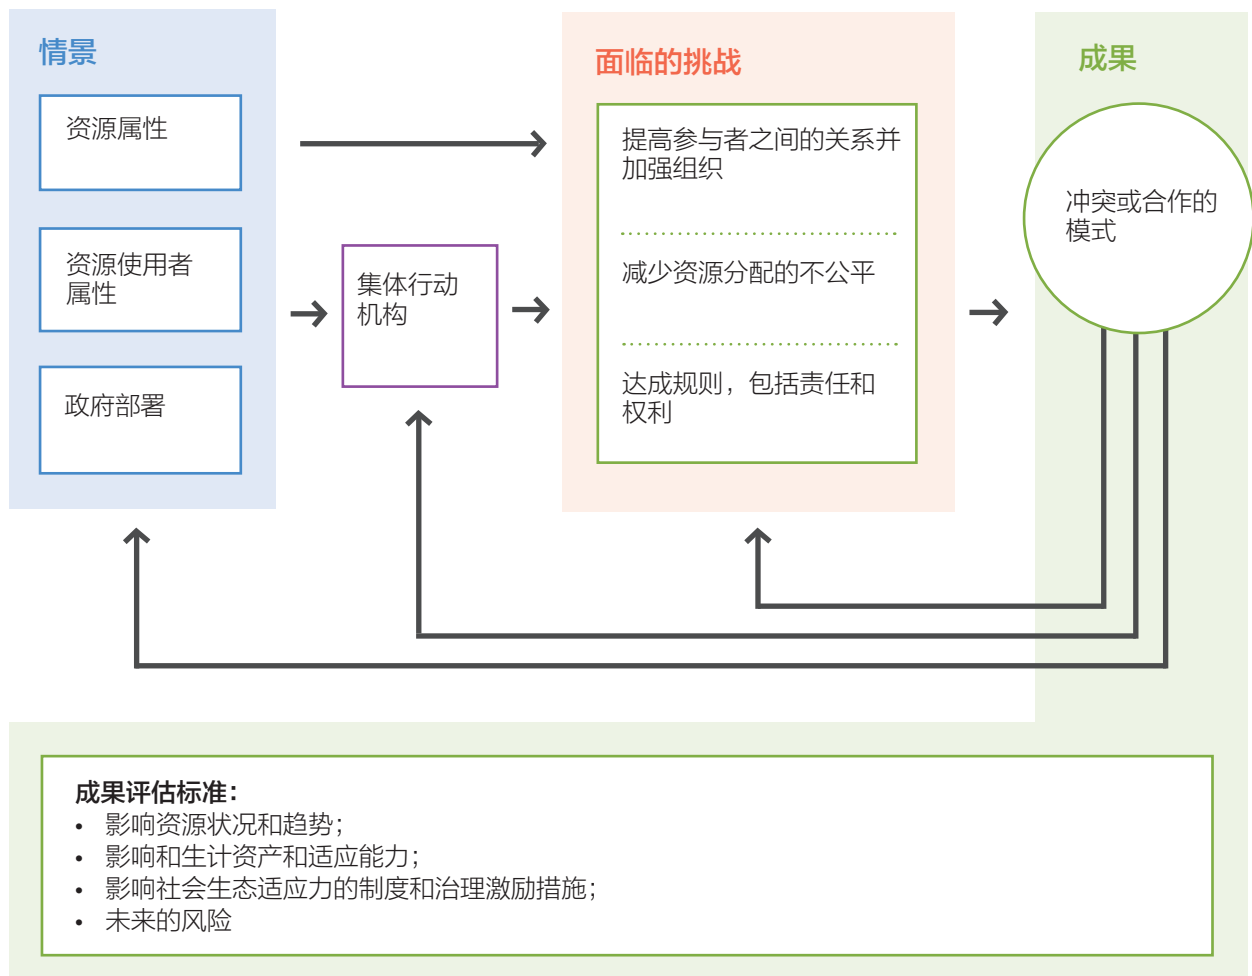 情景
资源属性
资源使用者
属性
政府部署
集体行动
机构
面临的挑战
提高参与者之间的关系并
加强组织
减少资源分配的不公平
达成规则，包括责任和
权利
成果
冲突或合作的
模式
成果评估标准：
• 影响资源状况和趋势；
• 影响和生计资产和适应能力；
• 影响社会生态适应力的制度和治理激励措施；
• 未来的风险